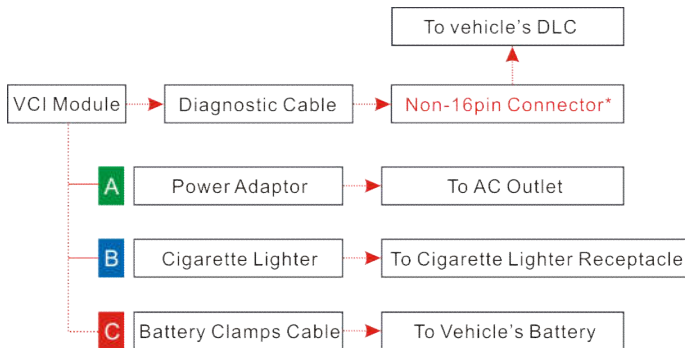 To vehicle's DLC
VCI Module
Diagnostic Cable
Non-16pin Connector*
A
Power Adaptor
To AC Outlet
B
Cigarette Lighter
To Cigarette Lighter Receptacle
C
Battery Clamps Cable
To Vehicle's Battery